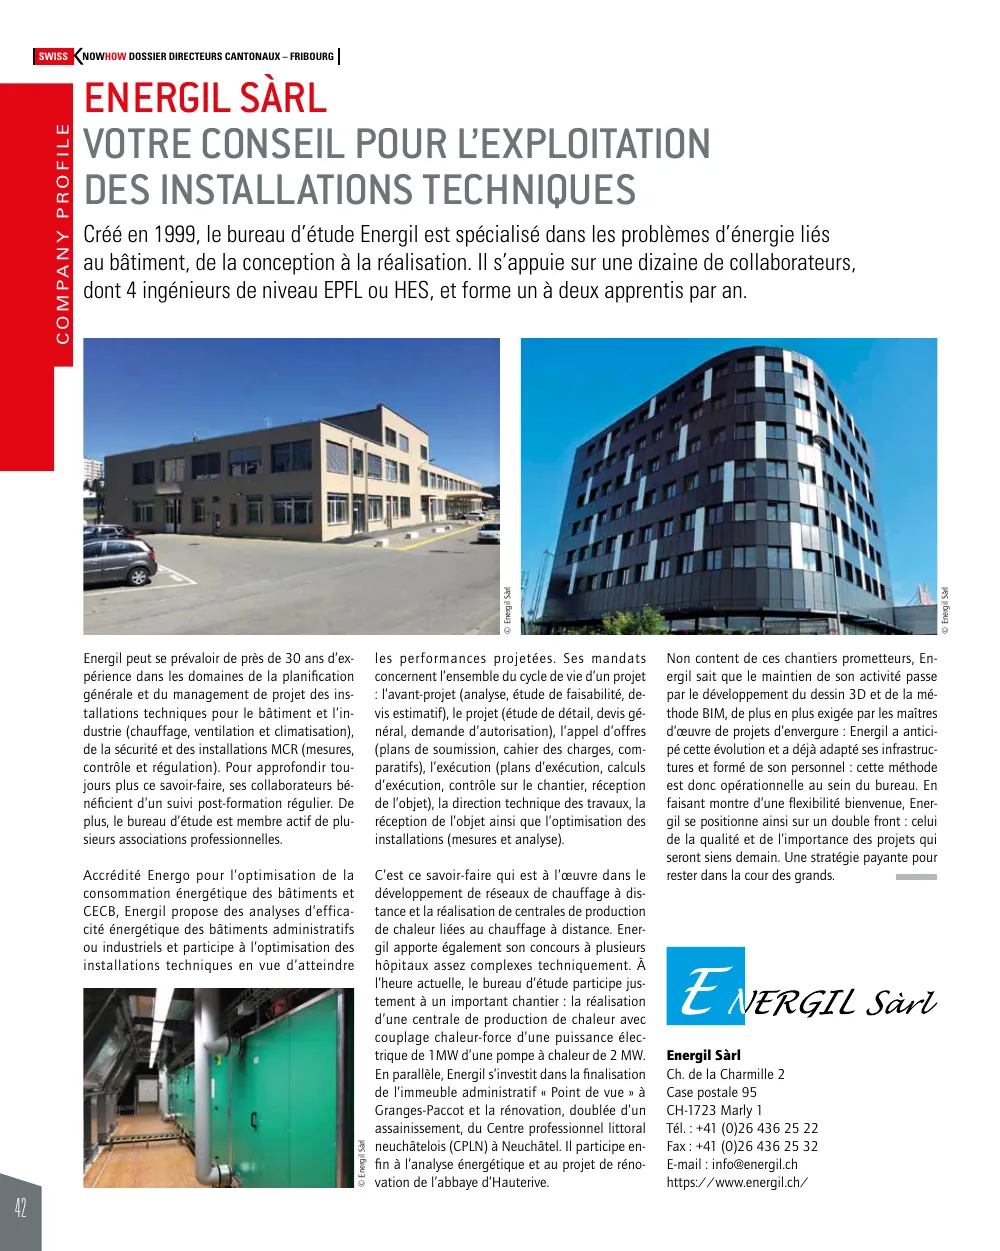 SWISS KNOWHOW DOSSIER DIRECTEURS CANTONAUX – FRIBOURG
COMPANY PROFILE
ENERGIL SÀRL
VOTRE CONSEIL POUR L’EXPLOITATION
DES INSTALLATIONS TECHNIQUES
Créé en 1999, le bureau d’étude Energil est spécialisé dans les problèmes d’énergie liés
au bâtiment, de la conception à la réalisation. Il s’appuie sur une dizaine de collaborateurs,
dont 4 ingénieurs de niveau EPFL ou HES, et forme un à deux apprentis par an.
© Energil Sàrl
© Energil Sàrl
Energil peut se prévaloir de près de 30 ans d’ex-
périence dans les domaines de la planification
générale et du management de projet des ins-
tallations techniques pour le bâtiment et l’in-
dustrie (chauffage, ventilation et climatisation),
de la sécurité et des installations MCR (mesures,
contrôle et régulation). Pour approfondir tou-
jours plus ce savoir-faire, ses collaborateurs bé-
néficient d’un suivi post-formation régulier. De
plus, le bureau d’étude est membre actif de plu-
sieurs associations professionnelles.
Accrédité Energo pour l’optimisation de la
consommation énergétique des bâtiments et
CECB, Energil propose des analyses d’effica-
cité énergétique des bâtiments administratifs
ou industriels et participe à l’optimisation des
installations techniques en vue d’atteindre
© Energil Sàrl
les performances projetées. Ses mandats
concernent l’ensemble du cycle de vie d’un projet
: l’avant-projet (analyse, étude de faisabilité, de-
vis estimatif), le projet (étude de détail, devis gé-
néral, demande d’autorisation), l’appel d’offres
(plans de soumission, cahier des charges, com-
paratifs), l’exécution (plans d’exécution, calculs
d’exécution, contrôle sur le chantier, réception
de l’objet), la direction technique des travaux, la
réception de l’objet ainsi que l’optimisation des
installations (mesures et analyse).
C’est ce savoir-faire qui est à l’œuvre dans le
développement de réseaux de chauffage à dis-
tance et la réalisation de centrales de production
de chaleur liées au chauffage à distance. Ener-
gil apporte également son concours à plusieurs
hôpitaux assez complexes techniquement. À
l’heure actuelle, le bureau d’étude participe jus-
tement à un important chantier : la réalisation
d’une centrale de production de chaleur avec
couplage chaleur-force d’une puissance élec-
trique de 1MW d’une pompe à chaleur de 2 MW.
En parallèle, Energil s’investit dans la finalisation
de l’immeuble administratif « Point de vue » à
Granges-Paccot et la rénovation, doublée d’un
assainissement, du Centre professionnel littoral
neuchâtelois (CPLN) à Neuchâtel. Il participe en-
fin à l’analyse énergétique et au projet de réno-
vation de l’abbaye d’Hauterive.
Non content de ces chantiers prometteurs, En-
ergil sait que le maintien de son activité passe
par le développement du dessin 3D et de la mé-
thode BIM, de plus en plus exigée par les maîtres
d’œuvre de projets d’envergure : Energil a antici-
pé cette évolution et a déjà adapté ses infrastruc-
tures et formé de son personnel : cette méthode
est donc opérationnelle au sein du bureau. En
faisant montre d’une flexibilité bienvenue, Ener-
gil se positionne ainsi sur un double front : celui
de la qualité et de l’importance des projets qui
seront siens demain. Une stratégie payante pour
rester dans la cour des grands.
ENERGIL Sàrl
Energil Sàrl
Ch. de la Charmille 2
Case postale 95
CH-1723 Marly 1
Tél. : +41 (0)26 436 25 22
Fax : +41 (0)26 436 25 32
E-mail : info@energil.ch
https://www.energil.ch/
42